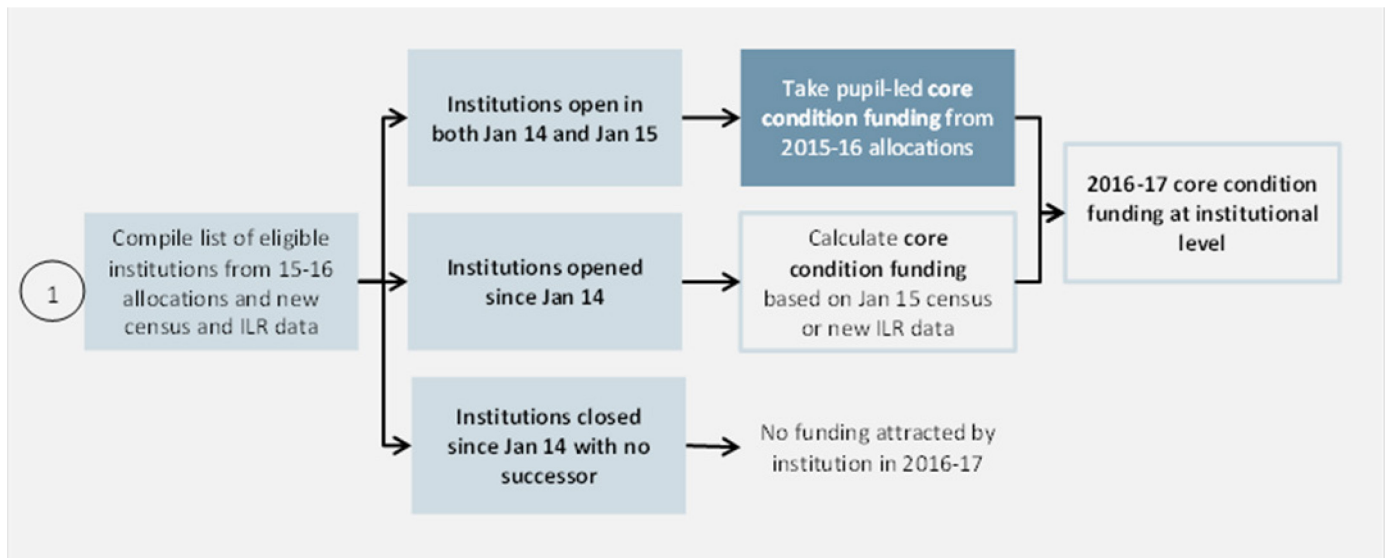 1
Compile list of eligible
institutions from 15-16
allocations and new
census and ILR data
Institutions open in
both Jan 14 and Jan 15
Take pupil-led core
condition funding from
2015-16 allocations
Institutions opened
since Jan 14
Calculate core
condition funding
based on Jan 15 census
or new ILR data
2016-17 core condition
funding at institutional
level
Institutions closed
since Jan 14 with no
successor
No funding attracted by
institution in 2016-17